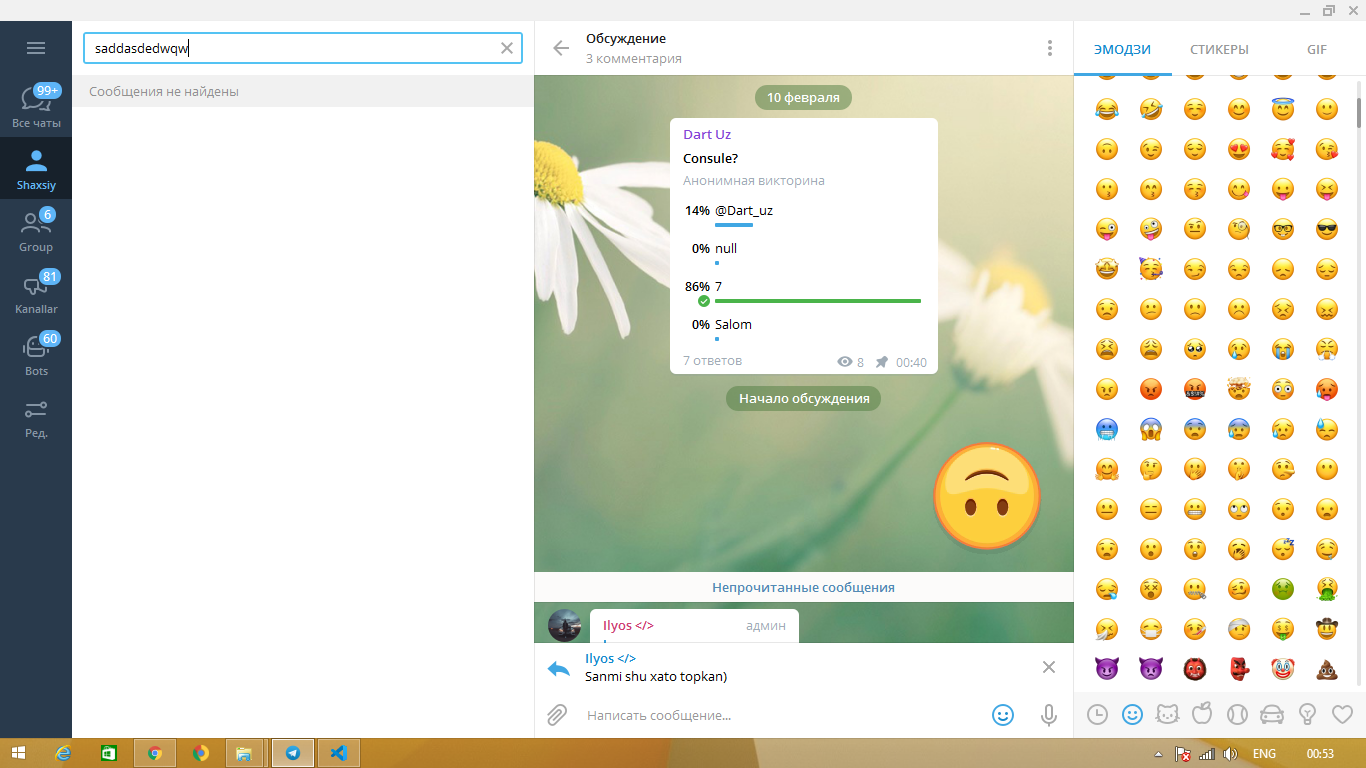 saddasdedwqw
Сообщения не найдены
99+
Все чаты
Shaxsiy
6
Group
81
Kanallar
60
Bots
Ред.
Обсуждение
3 комментария
10 февраля
Dart Uz
Consule?
Анонимная викторина
14% @Dart_uz
0% null
86% 7
0% Salom
7 ответов 8 00:40
Начало обсуждения
Непрочитанные сообщения
Ilyos </> админ
Ilyos </>
Sanmi shu xato topkan)
Написать сообщение...
ЭМОДЗИ СТИКЕРЫ GIF
ENG 00:53